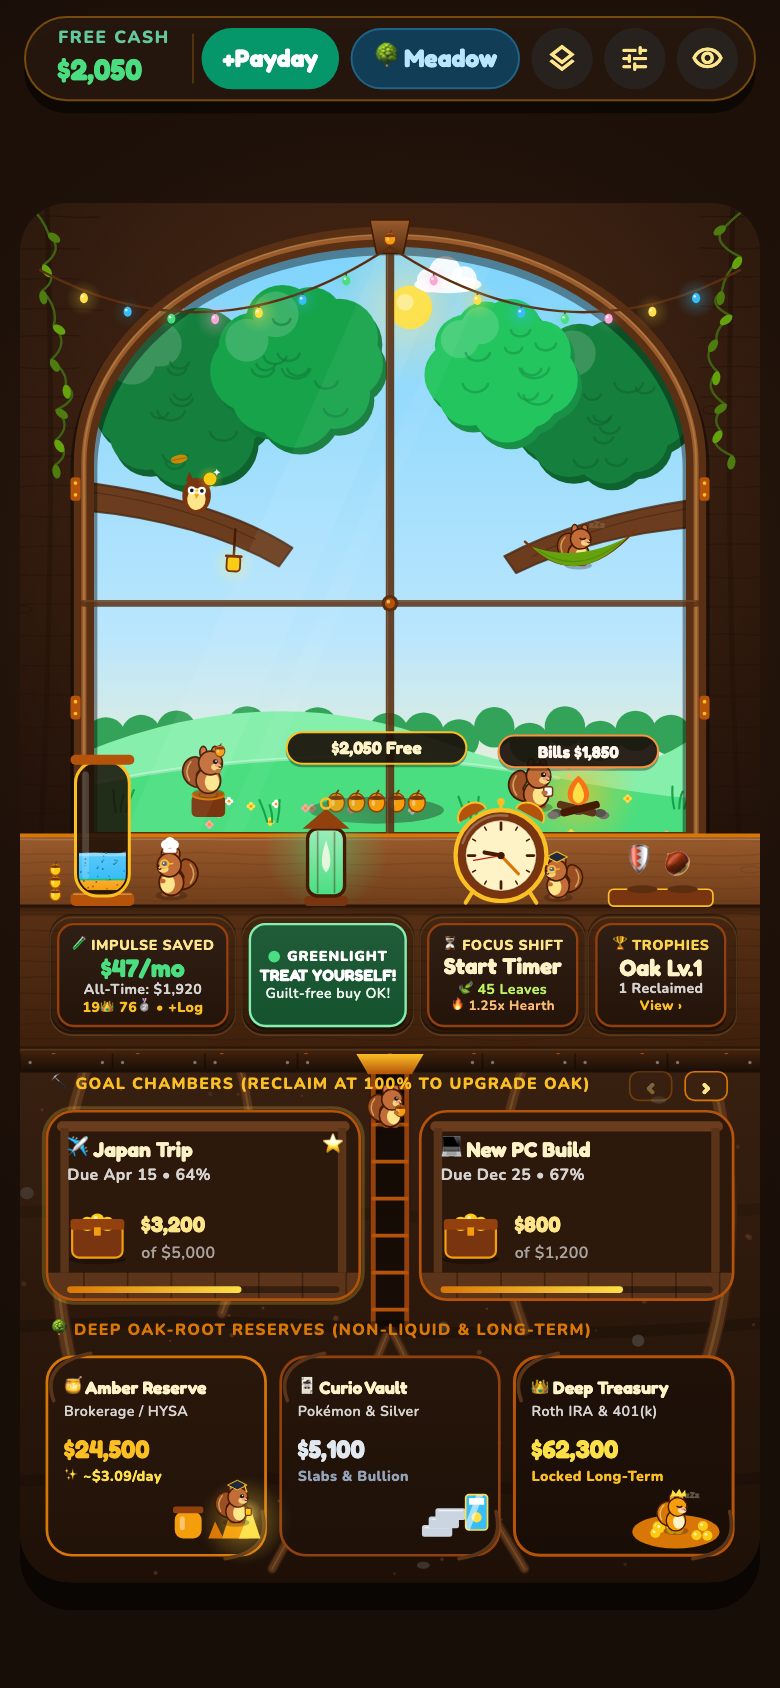 FREE CASH
$2,050
+Payday
Meadow
zZz
$2,050 Free
Bills $1,850
IMPULSE SAVED
$47/mo
All-Time: $1,920
19👑 76🥈 • +Log
GREENLIGHT
TREAT YOURSELF!
Guilt-free buy OK!
FOCUS SHIFT
Start Timer
45 Leaves
1.25x Hearth
TROPHIES
Oak Lv.1
1 Reclaimed
View ›
GOAL CHAMBERS (RECLAIM AT 100% TO UPGRADE OAK)
Japan Trip
Due Apr 15 • 64%
$3,200
of $5,000
New PC Build
Due Dec 25 • 67%
$800
of $1,200
DEEP OAK-ROOT RESERVES (NON-LIQUID & LONG-TERM)
Amber Reserve
Brokerage / HYSA
$24,500
~$3.09/day
Curio Vault
Pokémon & Silver
$5,100
Slabs & Bullion
Deep Treasury
Roth IRA & 401(k)
$62,300
Locked Long-Term
zZz